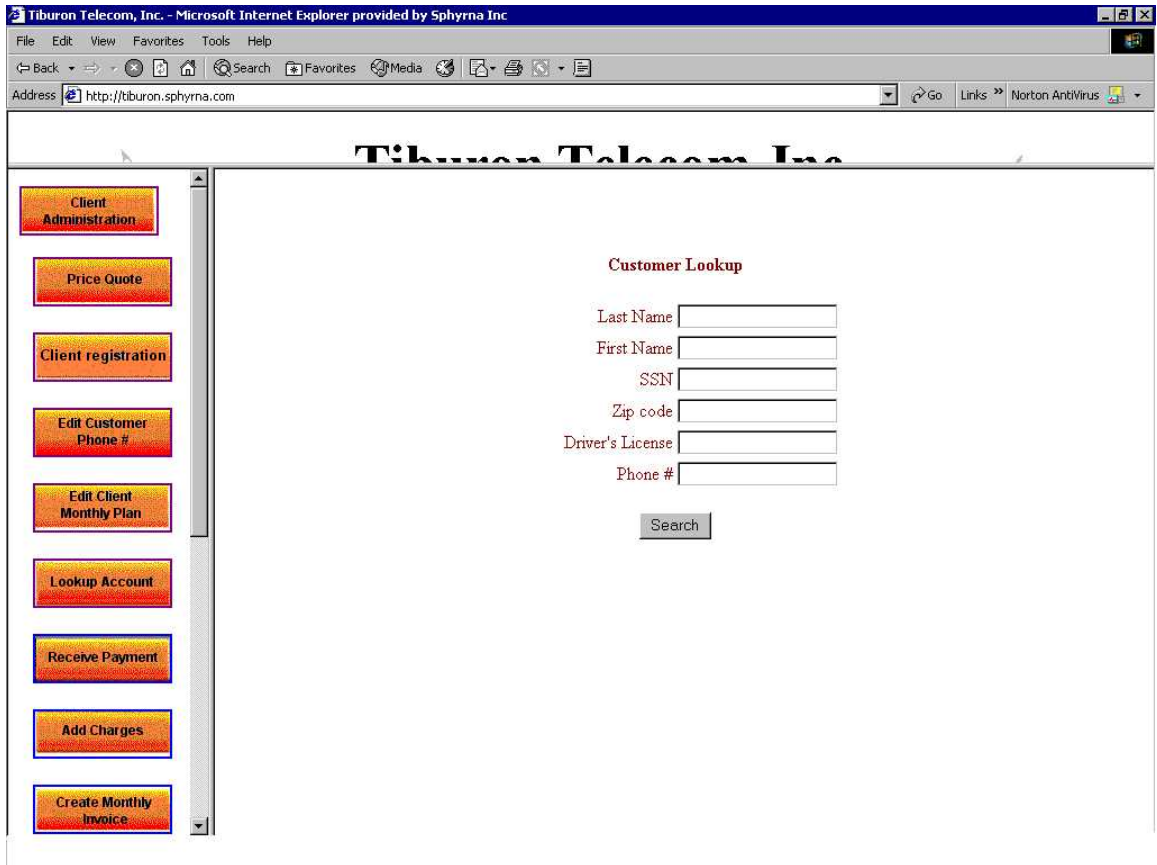 Tiburon Telecom, Inc. - Microsoft Internet Explorer provided by Sphyrna Inc
File Edit View Favorites Tools Help
Back Search Favorites Media
Address http://tiburon.sphyrna.com Go Links » Norton AntiVirus
Tiburon Telecom, Inc.
Client
Administration
Price Quote
Client registration
Edit Customer
Phone #
Edit Client
Monthly Plan
Lookup Account
Receive Payment
Add Charges
Create Monthly
Invoice
Customer Lookup
Last Name
First Name
SSN
Zip code
Driver's License
Phone #
Search